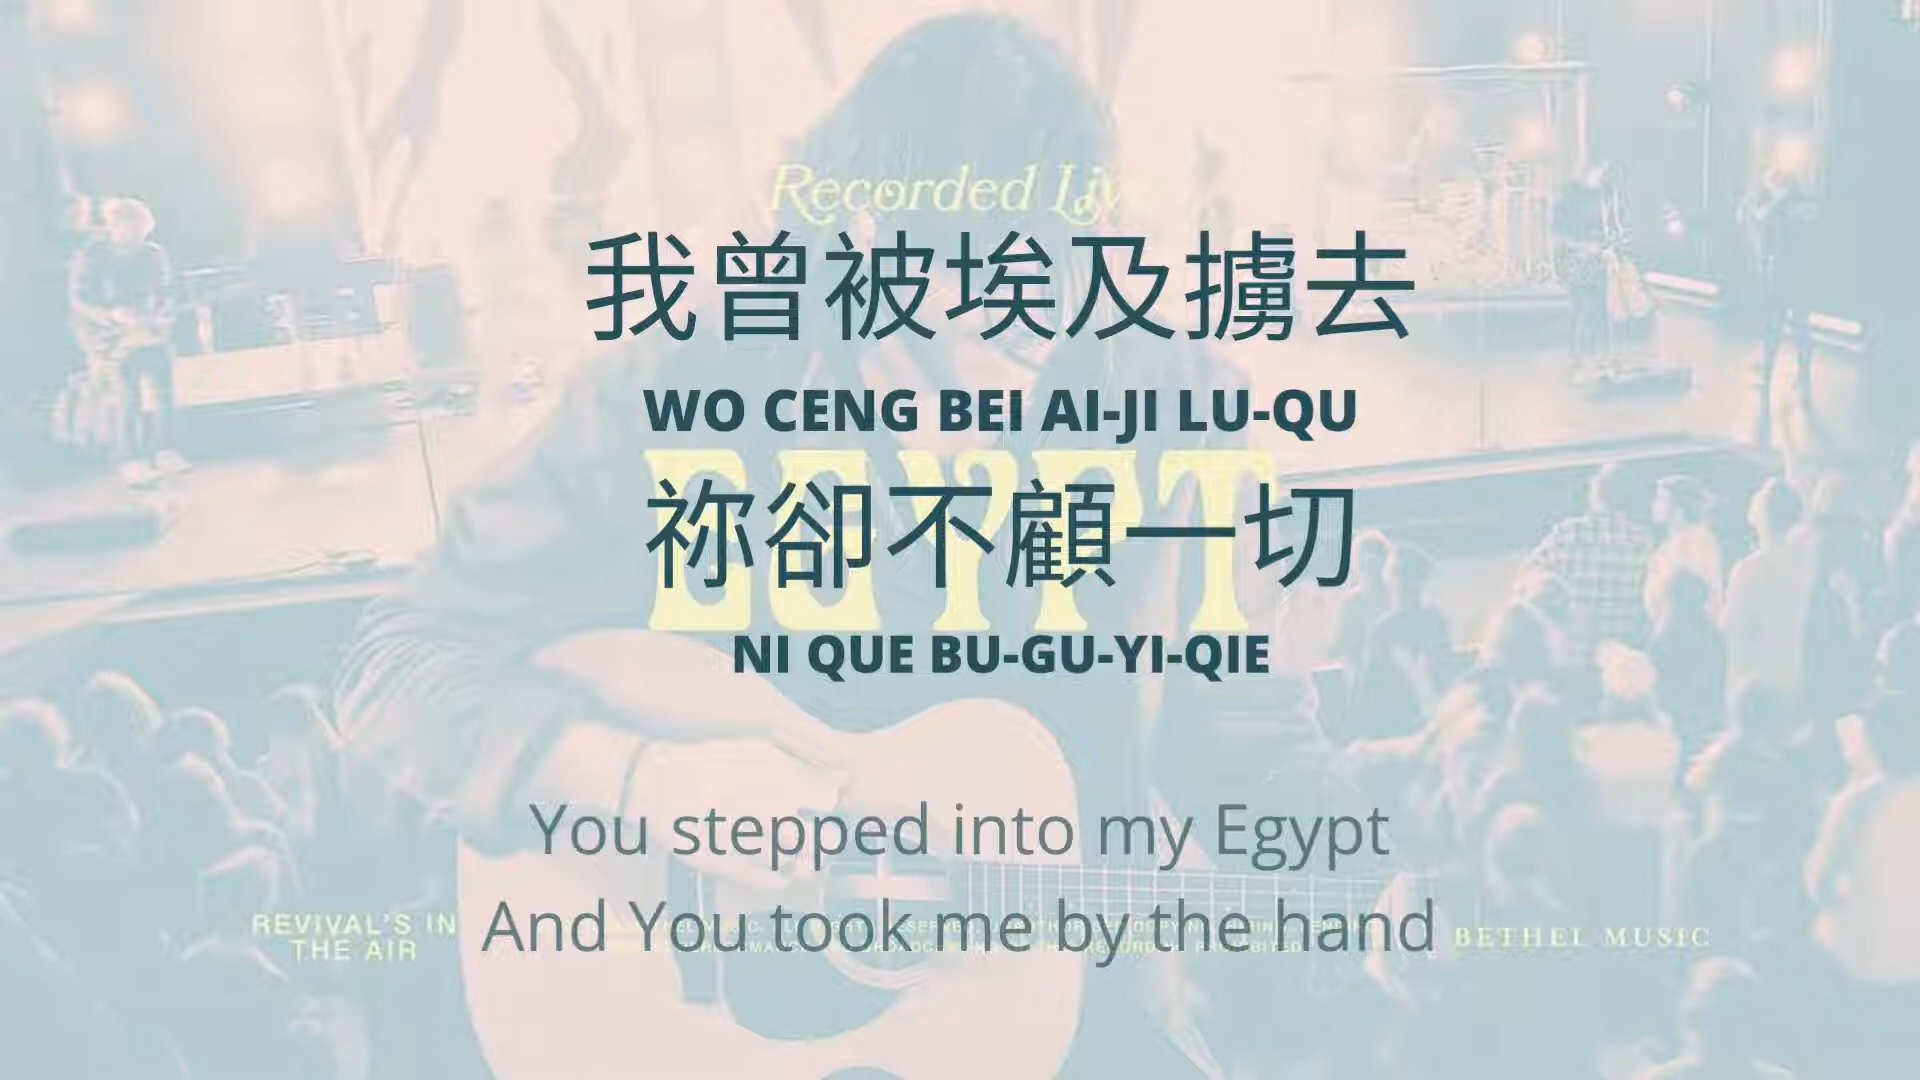 Recorded Live
我曾被埃及擄去
WO CENG BEI AI-JI LU-QU
EGYPT
祢卻不顧一切
NI QUE BU-GU-YI-QIE
You stepped into my Egypt
And You took me by the hand
REVIVAL'S IN
THE AIR
BETHEL MUSIC